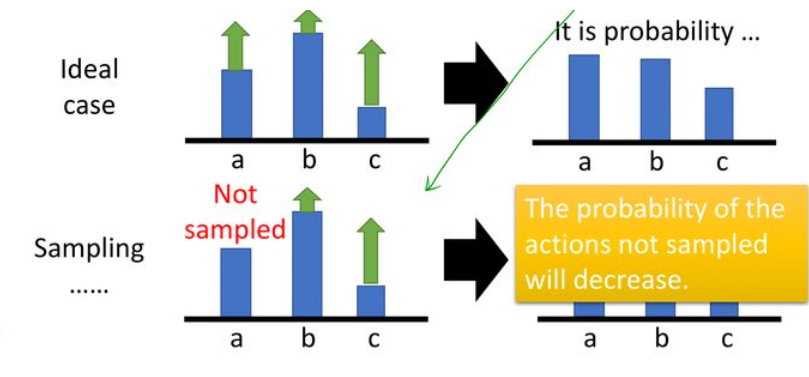 Ideal
case
It is probability ...
a
b
c
a
b
c
Sampling
......
Not
sampled
The probability of the
actions not sampled
will decrease.
a
b
c
a
b
c